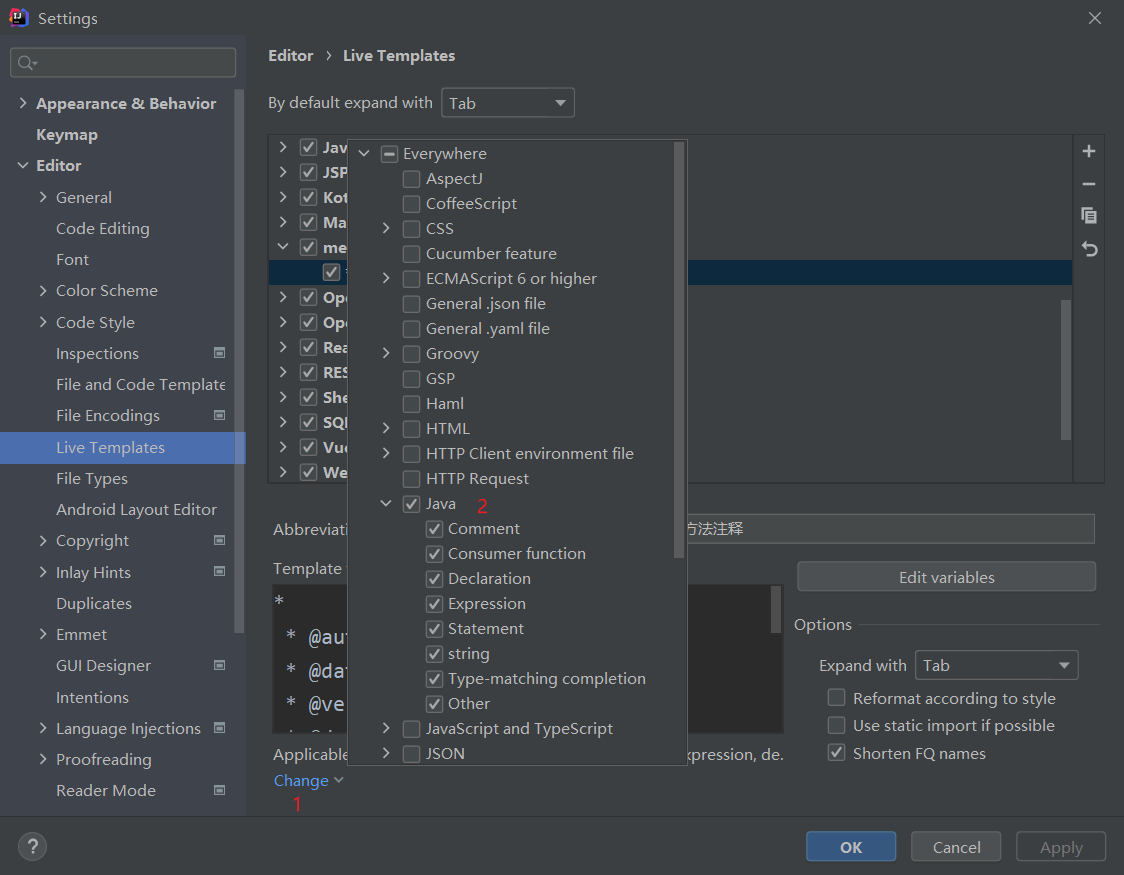 Settings
Editor › Live Templates
By default expand with Tab
Appearance & Behavior
Keymap
Editor
General
Code Editing
Font
Color Scheme
Code Style
Inspections
File and Code Template
File Encodings
Live Templates
File Types
Android Layout Editor
Copyright
Inlay Hints
Duplicates
Emmet
GUI Designer
Intentions
Language Injections
Proofreading
Reader Mode
Jav
JSP
Kot
Ma
me
Ope
Ope
Rea
RES
She
SQL
Vue
We
Everywhere
AspectJ
CoffeeScript
CSS
Cucumber feature
ECMAScript 6 or higher
General .json file
General .yaml file
Groovy
GSP
Haml
HTML
HTTP Client environment file
HTTP Request
Java 2
Comment
Consumer function
Declaration
Expression
Statement
string
Type-matching completion
Other
JavaScript and TypeScript
JSON
Abbreviati
方法注释
Template
Edit variables
*
* @au
* @da
* @ve
Options
Expand with Tab
Reformat according to style
Use static import if possible
Shorten FQ names
Applicable
xpression, de.
Change
1
?
OK
Cancel
Apply